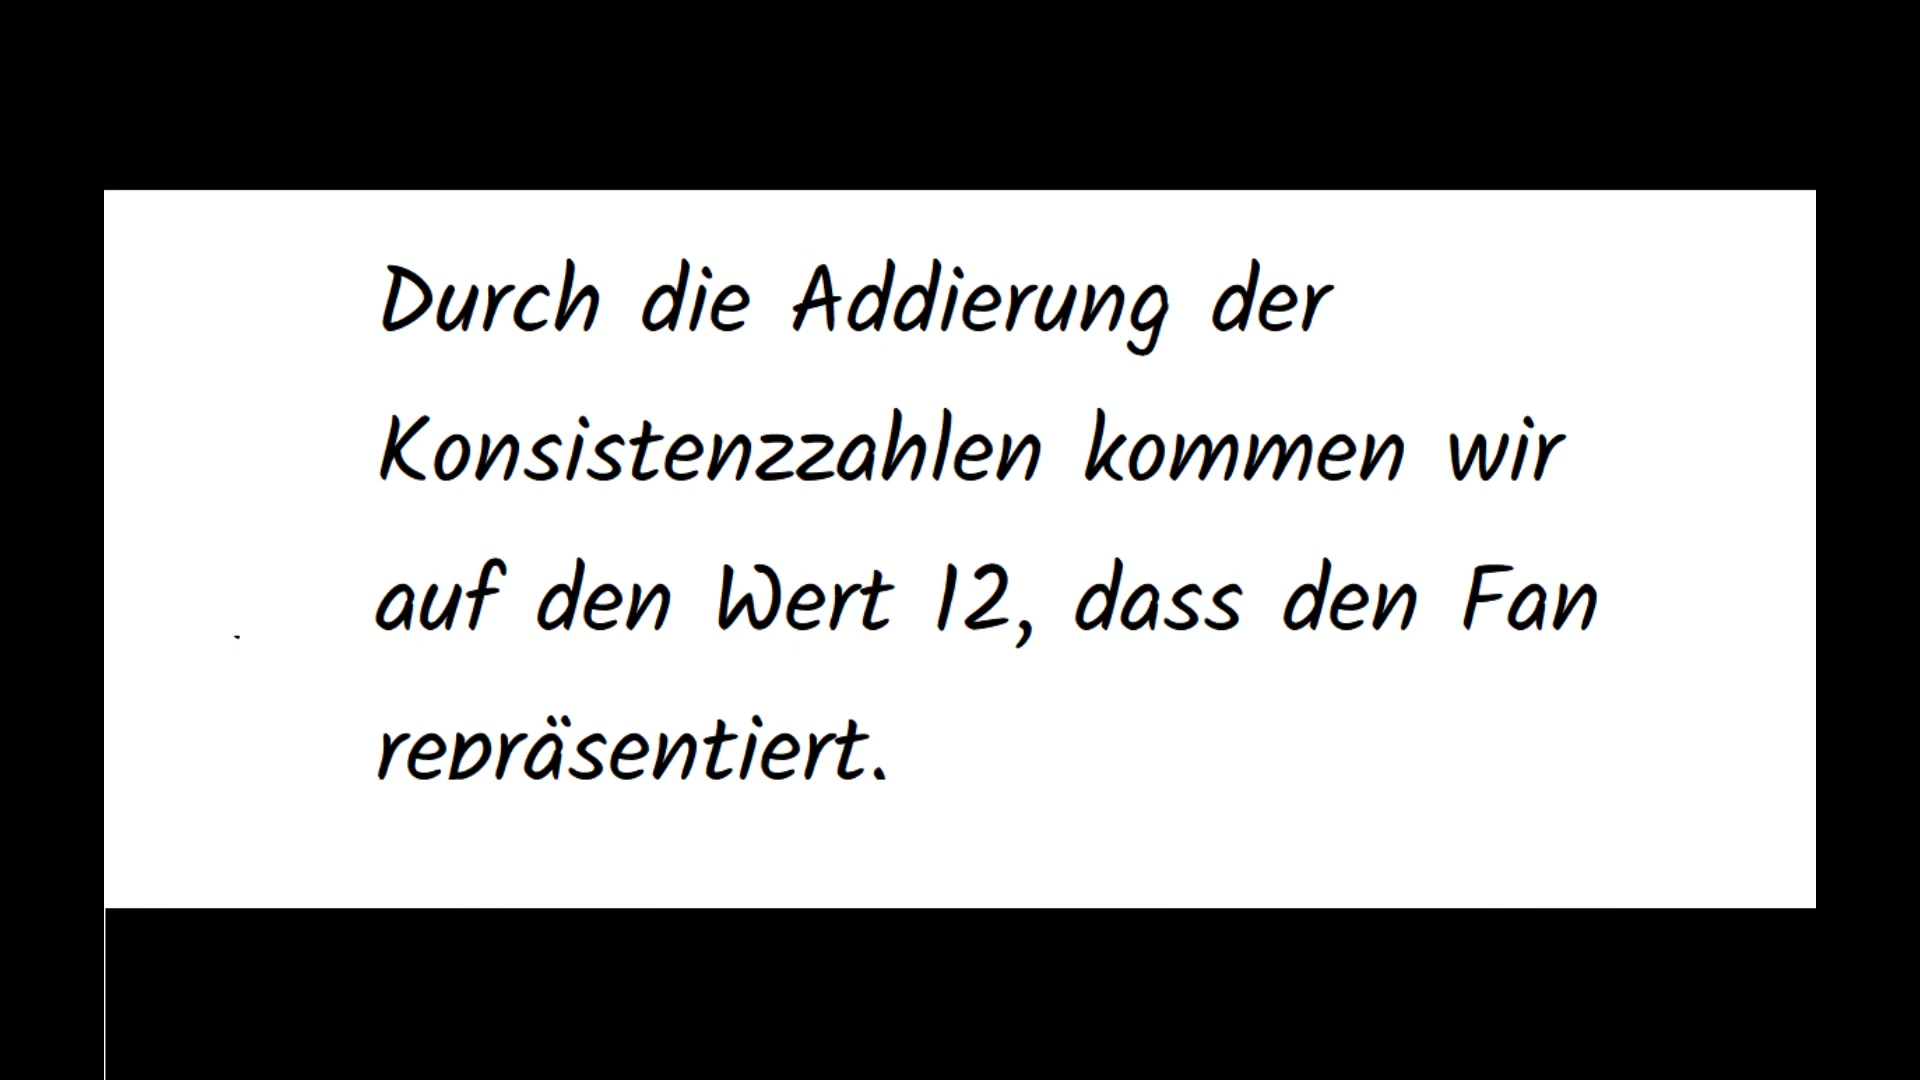 Durch die Addierung der
Konsistenzzahlen kommen wir
auf den Wert 12, dass den Fan
repräsentiert.